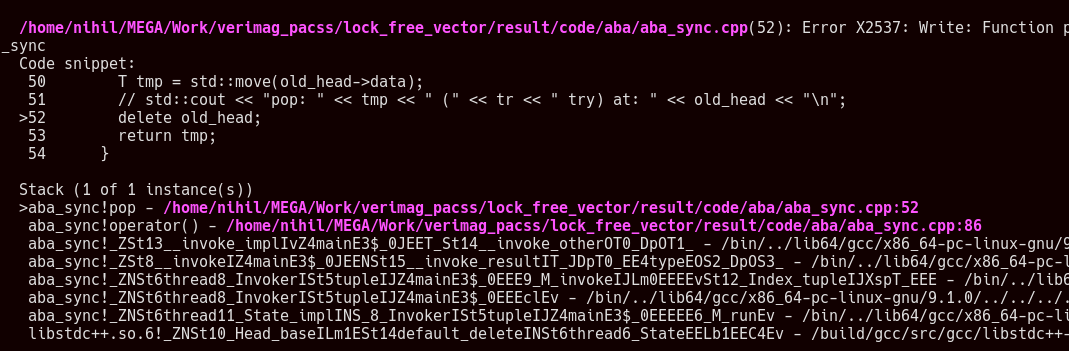 /home/nihil/MEGA/Work/verimag_pacss/lock_free_vector/result/code/aba/aba_sync.cpp(52): Error X2537: Write: Function p
_sync
Code snippet:
50 T tmp = std::move(old_head->data);
51 // std::cout << "pop: " << tmp << " (" << tr << " try) at: " << old_head << "\n";
>52 delete old_head;
53 return tmp;
54 }
Stack (1 of 1 instance(s))
>aba_sync!pop - /home/nihil/MEGA/Work/verimag_pacss/lock_free_vector/result/code/aba/aba_sync.cpp:52
aba_sync!operator() - /home/nihil/MEGA/Work/verimag_pacss/lock_free_vector/result/code/aba/aba_sync.cpp:86
aba_sync!_ZSt13__invoke_implIvZ4mainE3$_0JEET_St14__invoke_otherOT0_DpOT1_ - /bin/../lib64/gcc/x86_64-pc-linux-gnu/9
aba_sync!_ZSt8__invokeIZ4mainE3$_0JEENSt15__invoke_resultIT_JDpT0_EE4typeEOS2_DpOS3_ - /bin/../lib64/gcc/x86_64-pc-l
aba_sync!_ZNSt6thread8_InvokerISt5tupleIJZ4mainE3$_0EEE9_M_invokeIJLm0EEEEvSt12_Index_tupleIJXspT_EEE - /bin/../lib6
aba_sync!_ZNSt6thread8_InvokerISt5tupleIJZ4mainE3$_0EEEclEv - /bin/../lib64/gcc/x86_64-pc-linux-gnu/9.1.0/../../../.
aba_sync!_ZNSt6thread11_State_implINS_8_InvokerISt5tupleIJZ4mainE3$_0EEEEE6_M_runEv - /bin/../lib64/gcc/x86_64-pc-li
libstdc++.so.6!_ZNSt10_Head_baseILm1ESt14default_deleteINSt6thread6_StateEELb1EEC4Ev - /build/gcc/src/gcc/libstdc++-